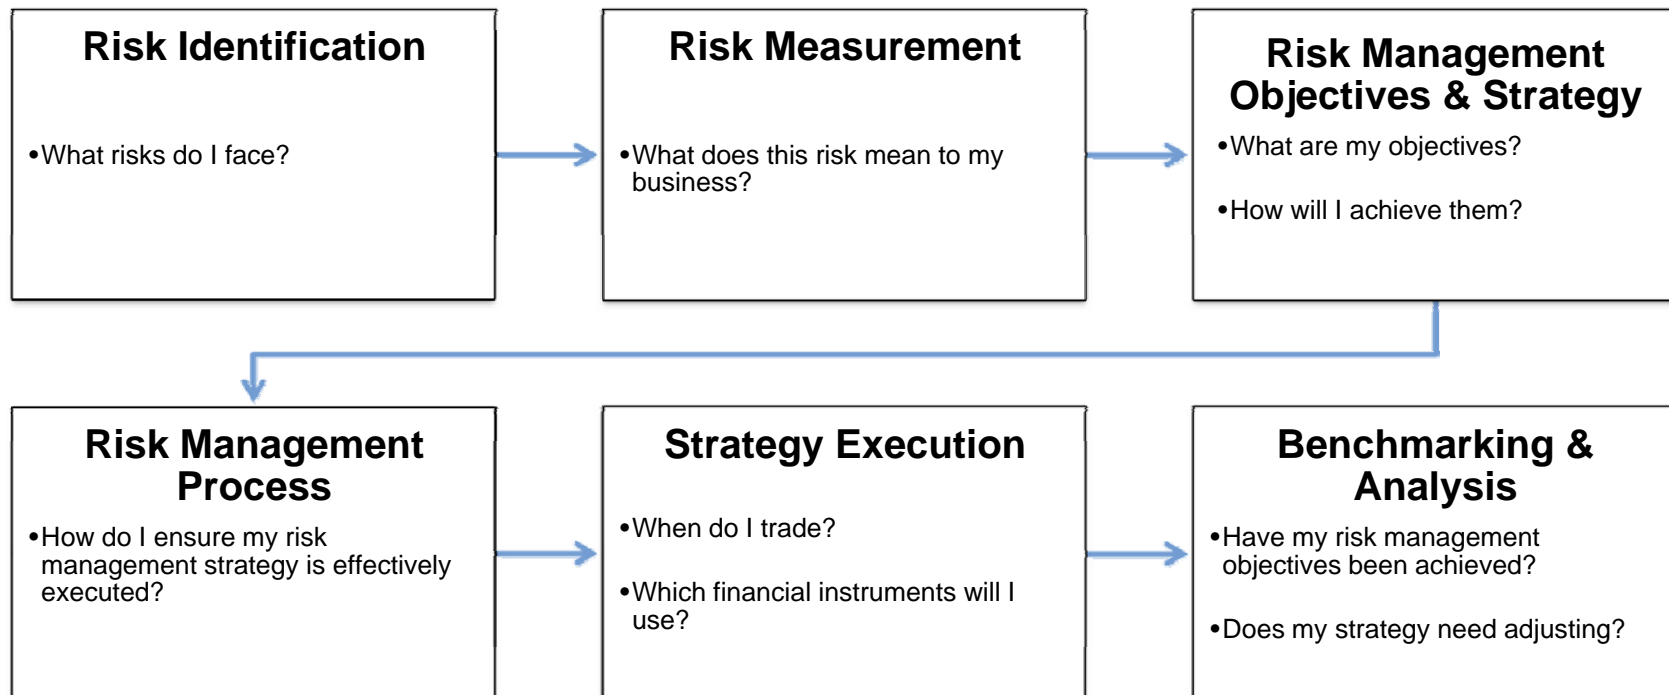 Risk Identification
•What risks do I face?
Risk Measurement
•What does this risk mean to my
business?
Risk Management
Objectives & Strategy
•What are my objectives?
•How will I achieve them?
Risk Management
Process
•How do I ensure my risk
management strategy is effectively
executed?
Strategy Execution
•When do I trade?
•Which financial instruments will I
use?
Benchmarking &
Analysis
•Have my risk management
objectives been achieved?
•Does my strategy need adjusting?